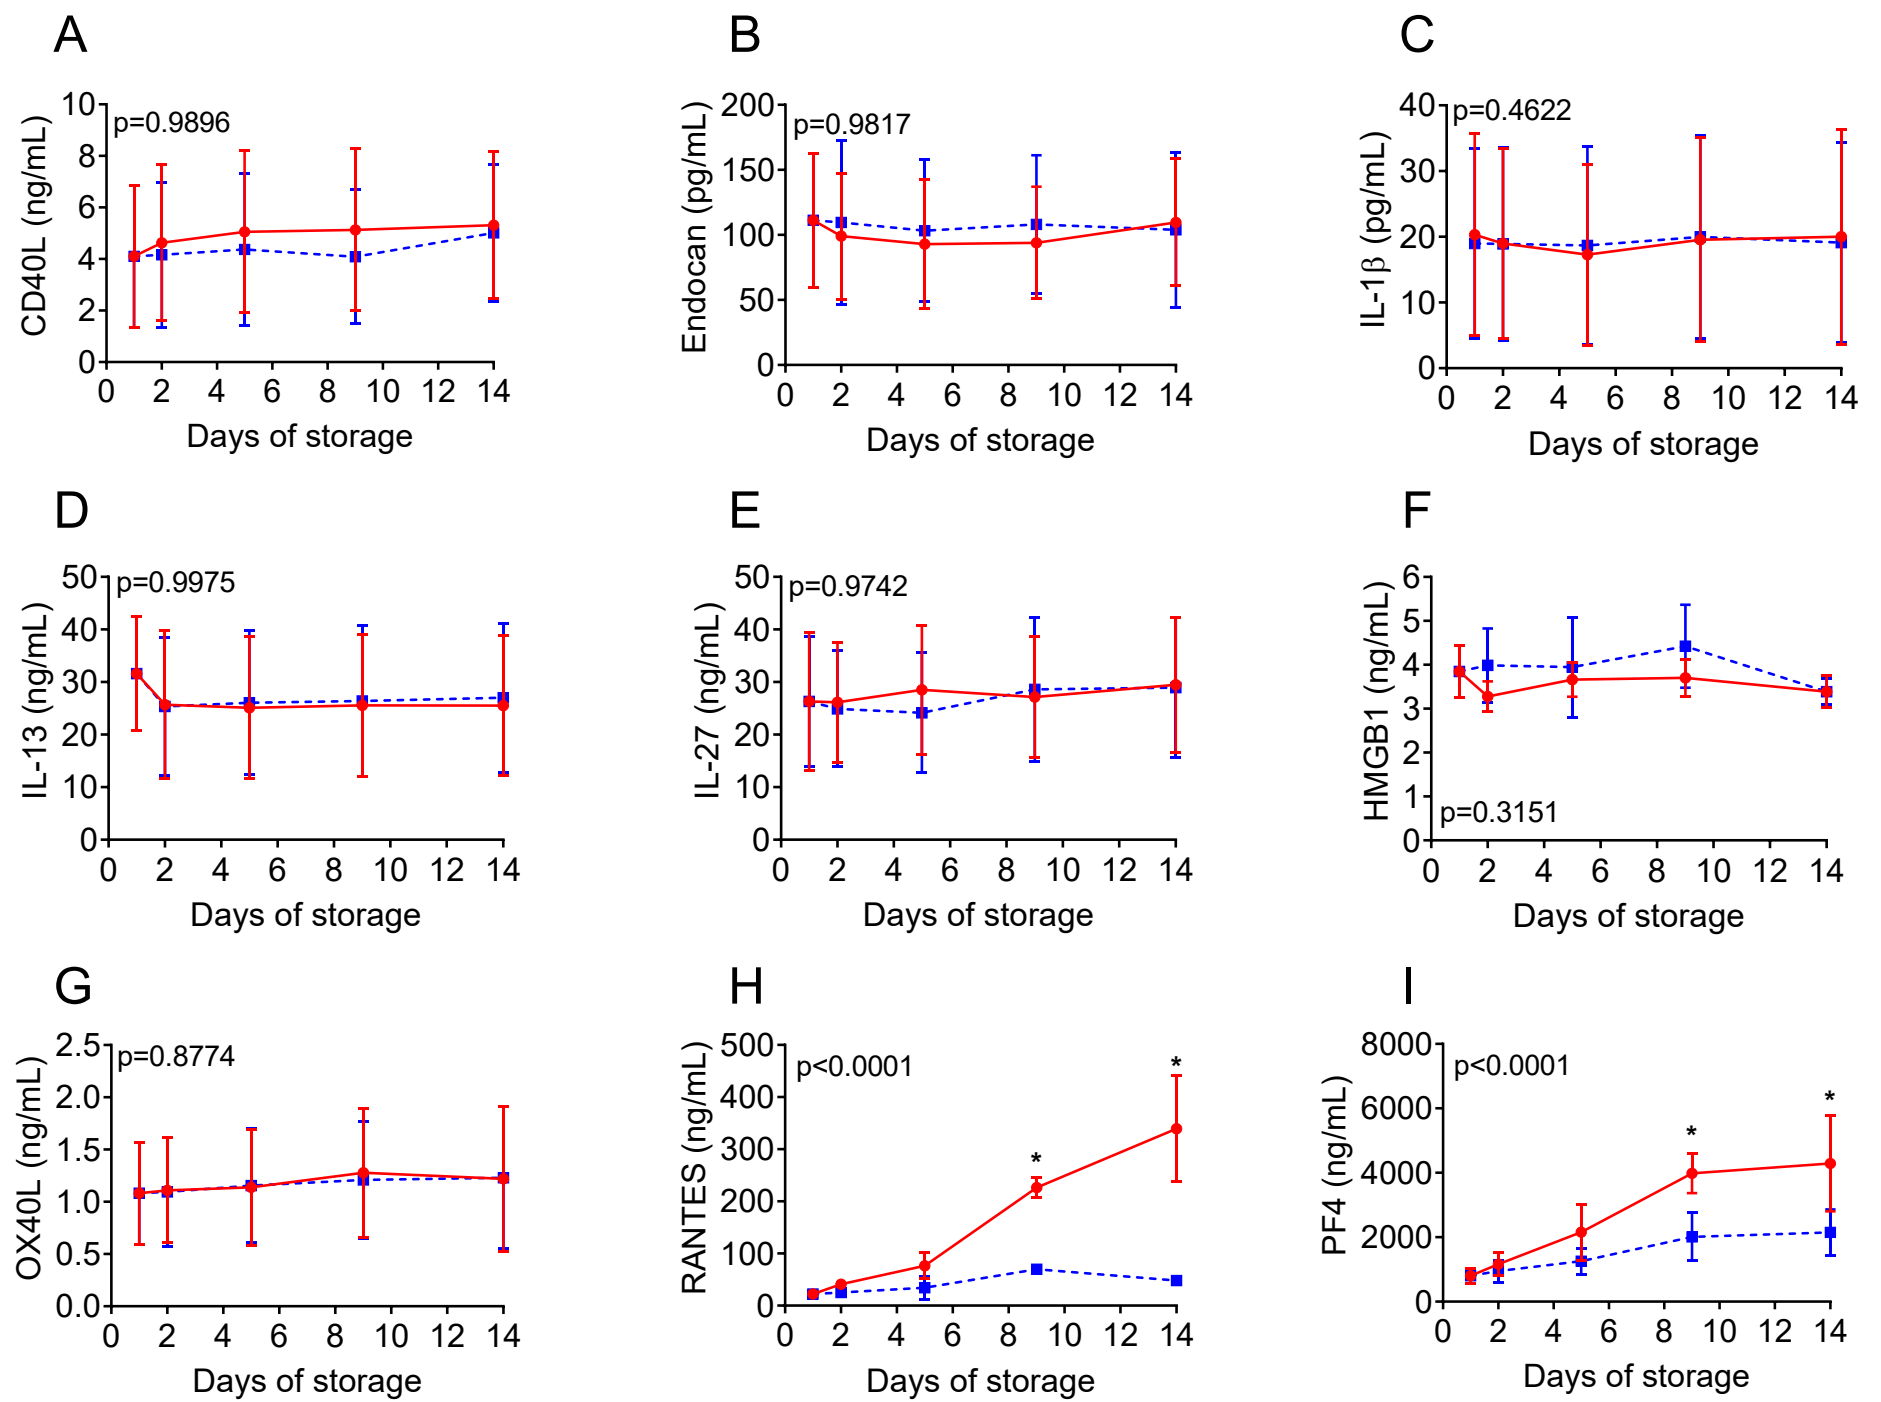 A
B
C
CD40L (ng/mL)
10
8
6
4
2
0
p=0.9896
0 2 4 6 8 10 12 14
Days of storage
Endocan (pg/mL)
200
150
100
50
0
p=0.9817
0 2 4 6 8 10 12 14
Days of storage
IL-1β (pg/mL)
40
30
20
10
0
p=0.4622
0 2 4 6 8 10 12 14
Days of storage
D
E
F
IL-13 (ng/mL)
50
40
30
20
10
0
p=0.9975
0 2 4 6 8 10 12 14
Days of storage
IL-27 (ng/mL)
50
40
30
20
10
0
p=0.9742
0 2 4 6 8 10 12 14
Days of storage
HMGB1 (ng/mL)
6
5
4
3
2
1
0
p=0.3151
0 2 4 6 8 10 12 14
Days of storage
G
H
I
OX40L (ng/mL)
2.5
2.0
1.5
1.0
0.5
0.0
p=0.8774
0 2 4 6 8 10 12 14
Days of storage
RANTES (ng/mL)
500
400
300
200
100
0
p<0.0001
*
*
0 2 4 6 8 10 12 14
Days of storage
PF4 (ng/mL)
8000
6000
4000
2000
0
p<0.0001
*
*
0 2 4 6 8 10 12 14
Days of storage